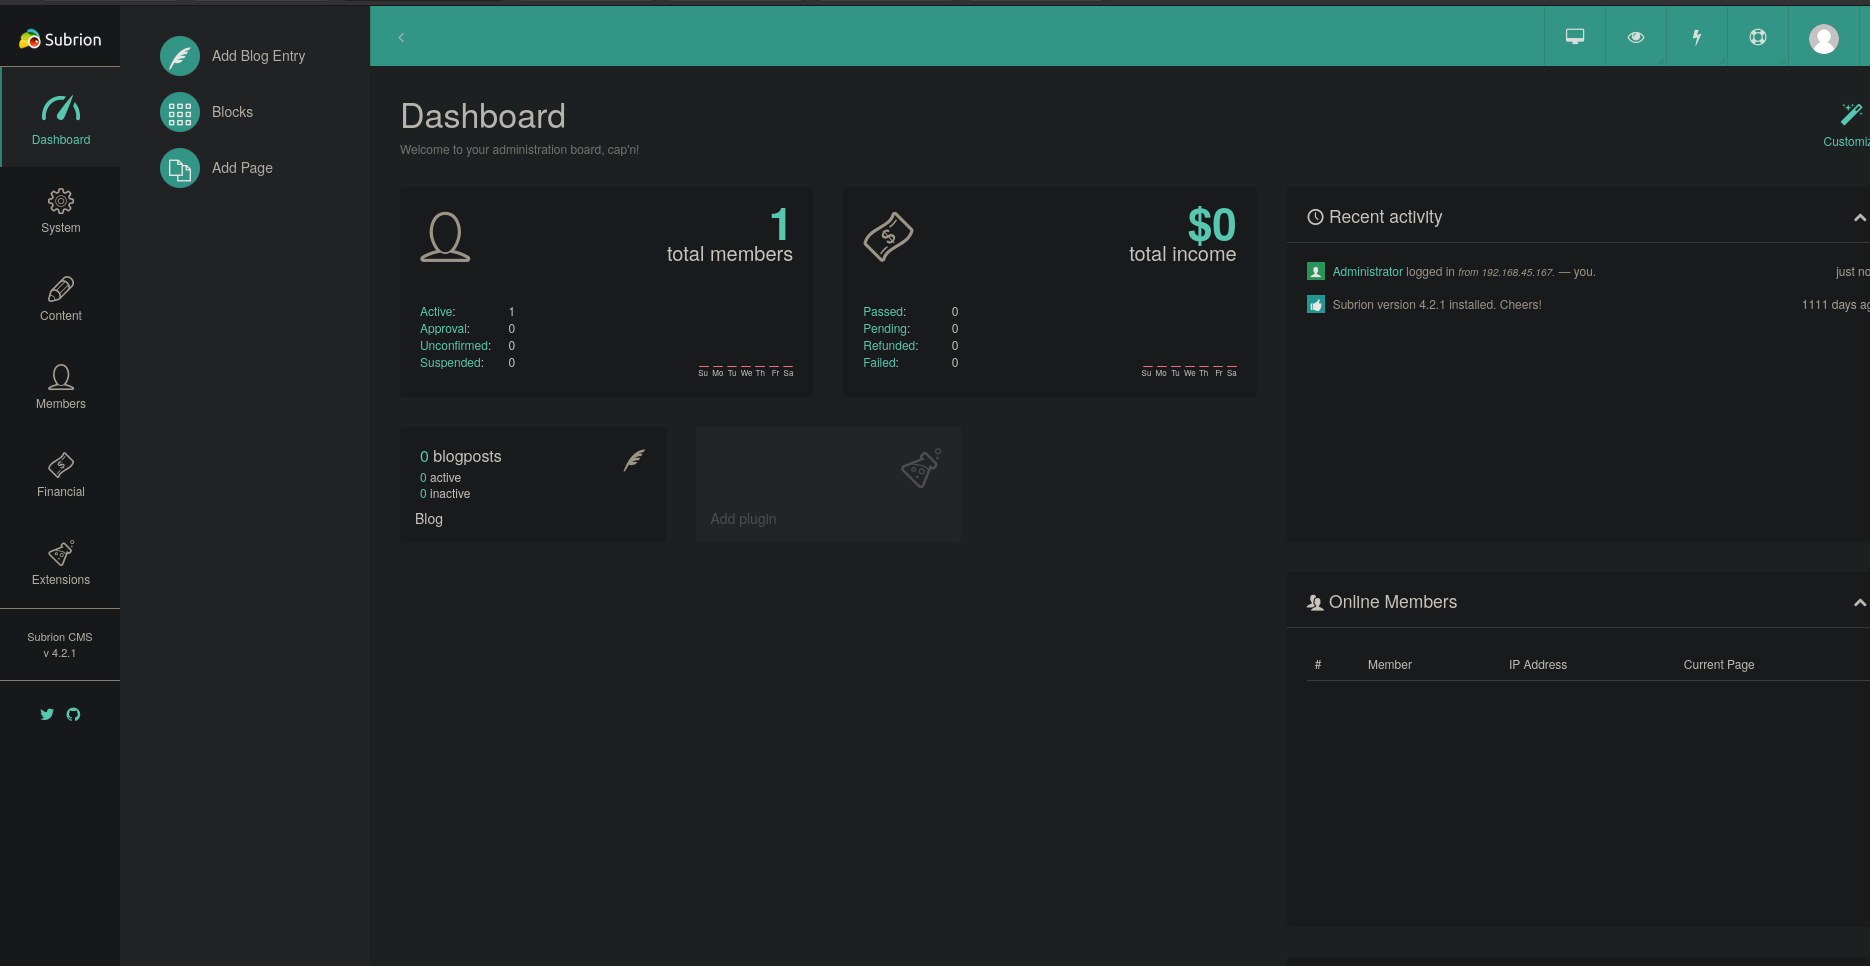 Subrion
Dashboard
System
Content
Members
Financial
Extensions
Subrion CMS
v 4.2.1
Add Blog Entry
Blocks
Add Page
Dashboard
Welcome to your administration board, cap'n!
Customiz
1
total members
Active: 1
Approval: 0
Unconfirmed: 0
Suspended: 0
Su Mo Tu We Th Fr Sa
$0
total income
Passed: 0
Pending: 0
Refunded: 0
Failed: 0
Su Mo Tu We Th Fr Sa
0 blogposts
0 active
0 inactive
Blog
Add plugin
Recent activity
Administrator logged in from 192.168.45.167. — you. just no
Subrion version 4.2.1 installed. Cheers! 1111 days ag
Online Members
# Member IP Address Current Page